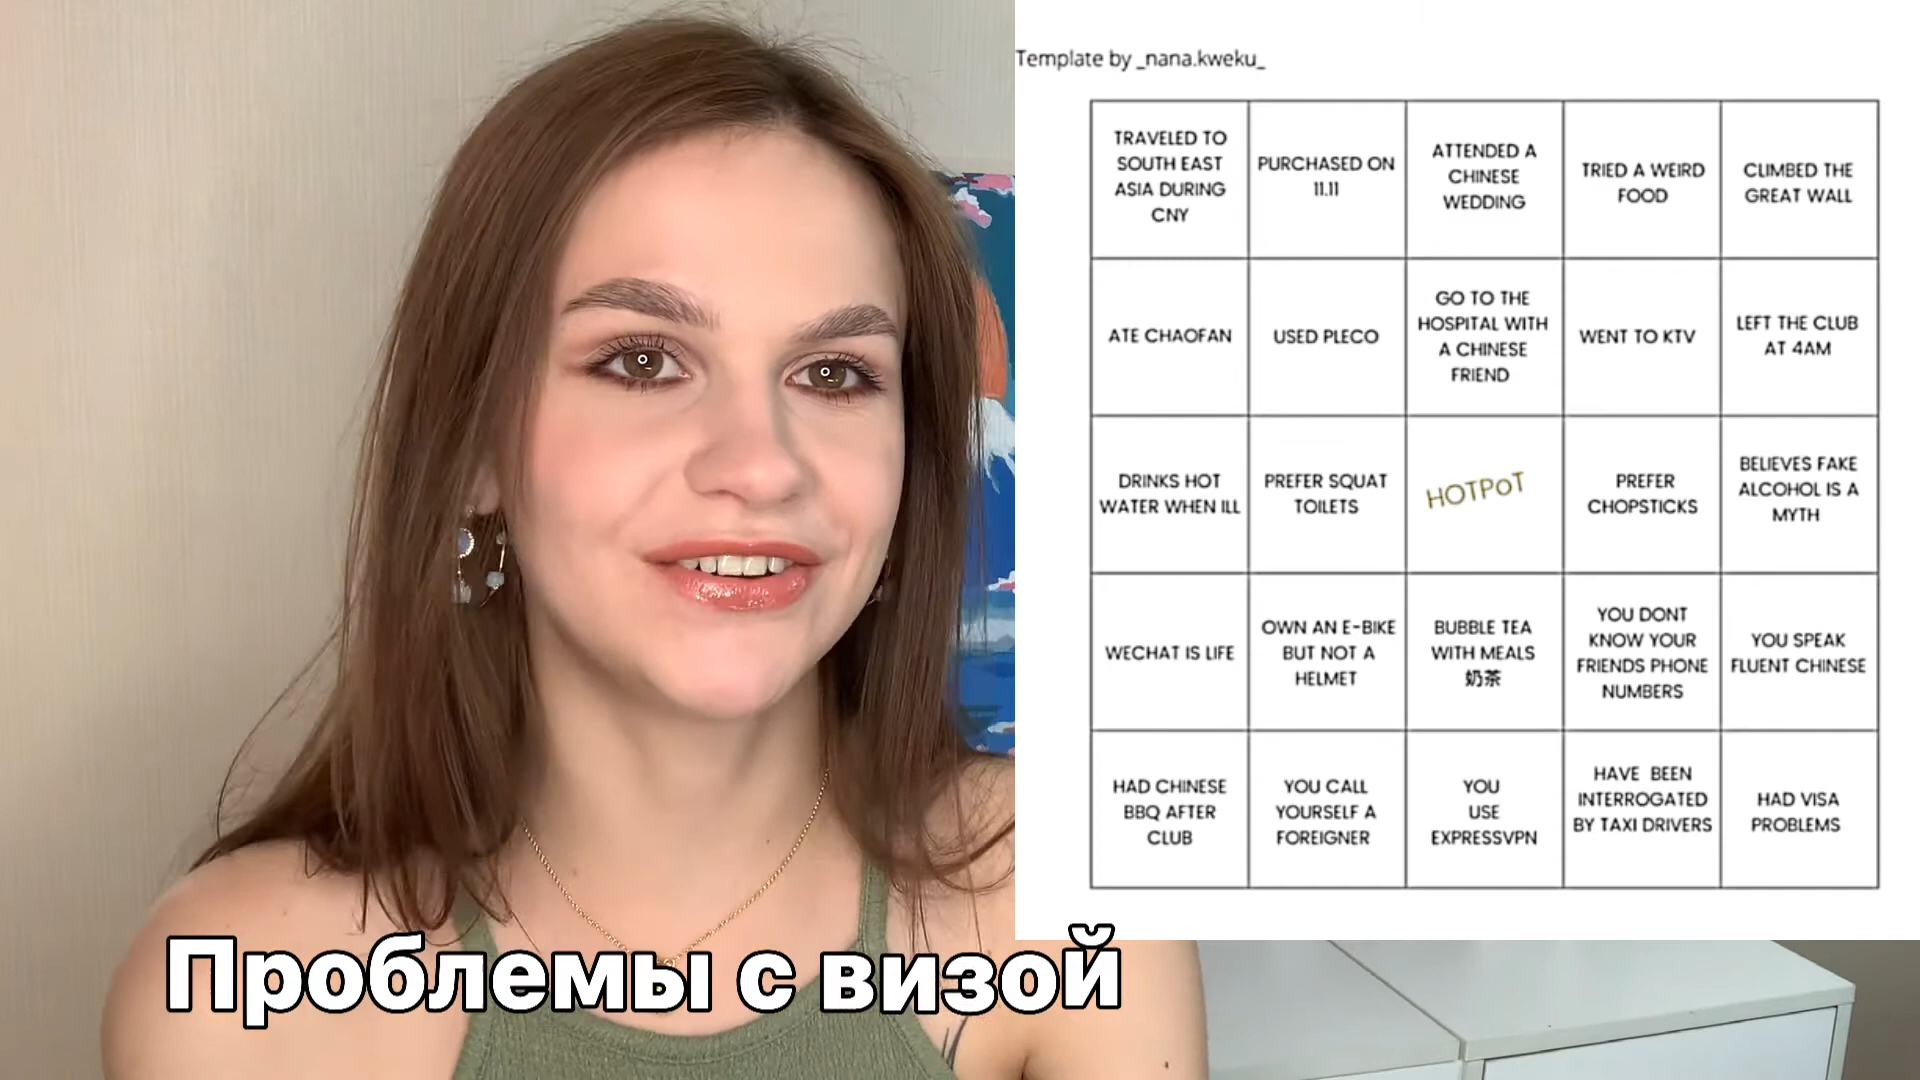 Template by _nana.kweku_
TRAVELED TO
SOUTH EAST
ASIA DURING
CNY
PURCHASED ON
11.11
ATTENDED A
CHINESE
WEDDING
TRIED A WEIRD
FOOD
CLIMBED THE
GREAT WALL
ATE CHAOFAN
USED PLECO
GO TO THE
HOSPITAL WITH
A CHINESE
FRIEND
WENT TO KTV
LEFT THE CLUB
AT 4AM
DRINKS HOT
WATER WHEN ILL
PREFER SQUAT
TOILETS
HOTPoT
PREFER
CHOPSTICKS
BELIEVES FAKE
ALCOHOL IS A
MYTH
WECHAT IS LIFE
OWN AN E-BIKE
BUT NOT A
HELMET
BUBBLE TEA
WITH MEALS
奶茶
YOU DONT
KNOW YOUR
FRIENDS PHONE
NUMBERS
YOU SPEAK
FLUENT CHINESE
HAD CHINESE
BBQ AFTER
CLUB
YOU CALL
YOURSELF A
FOREIGNER
YOU
USE
EXPRESSVPN
HAVE BEEN
INTERROGATED
BY TAXI DRIVERS
HAD VISA
PROBLEMS
Проблемы с визой